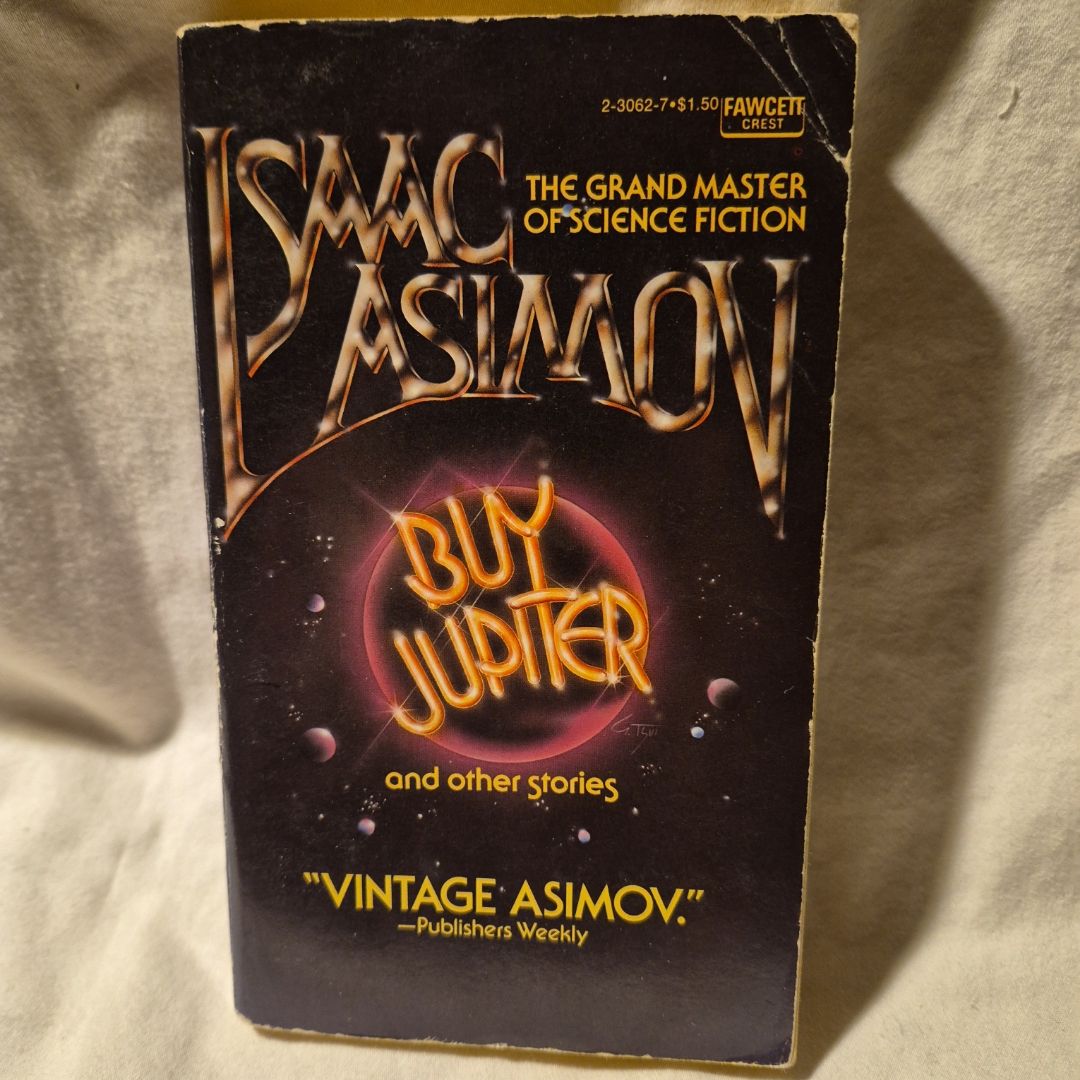 2-3062-7•$1.50 FAWCETT
CREST
ISAAC
ASIMOV
THE GRAND MASTER
OF SCIENCE FICTION
BUY
JUPITER
G. Tsui
and other stories
"VINTAGE ASIMOV."
—Publishers Weekly